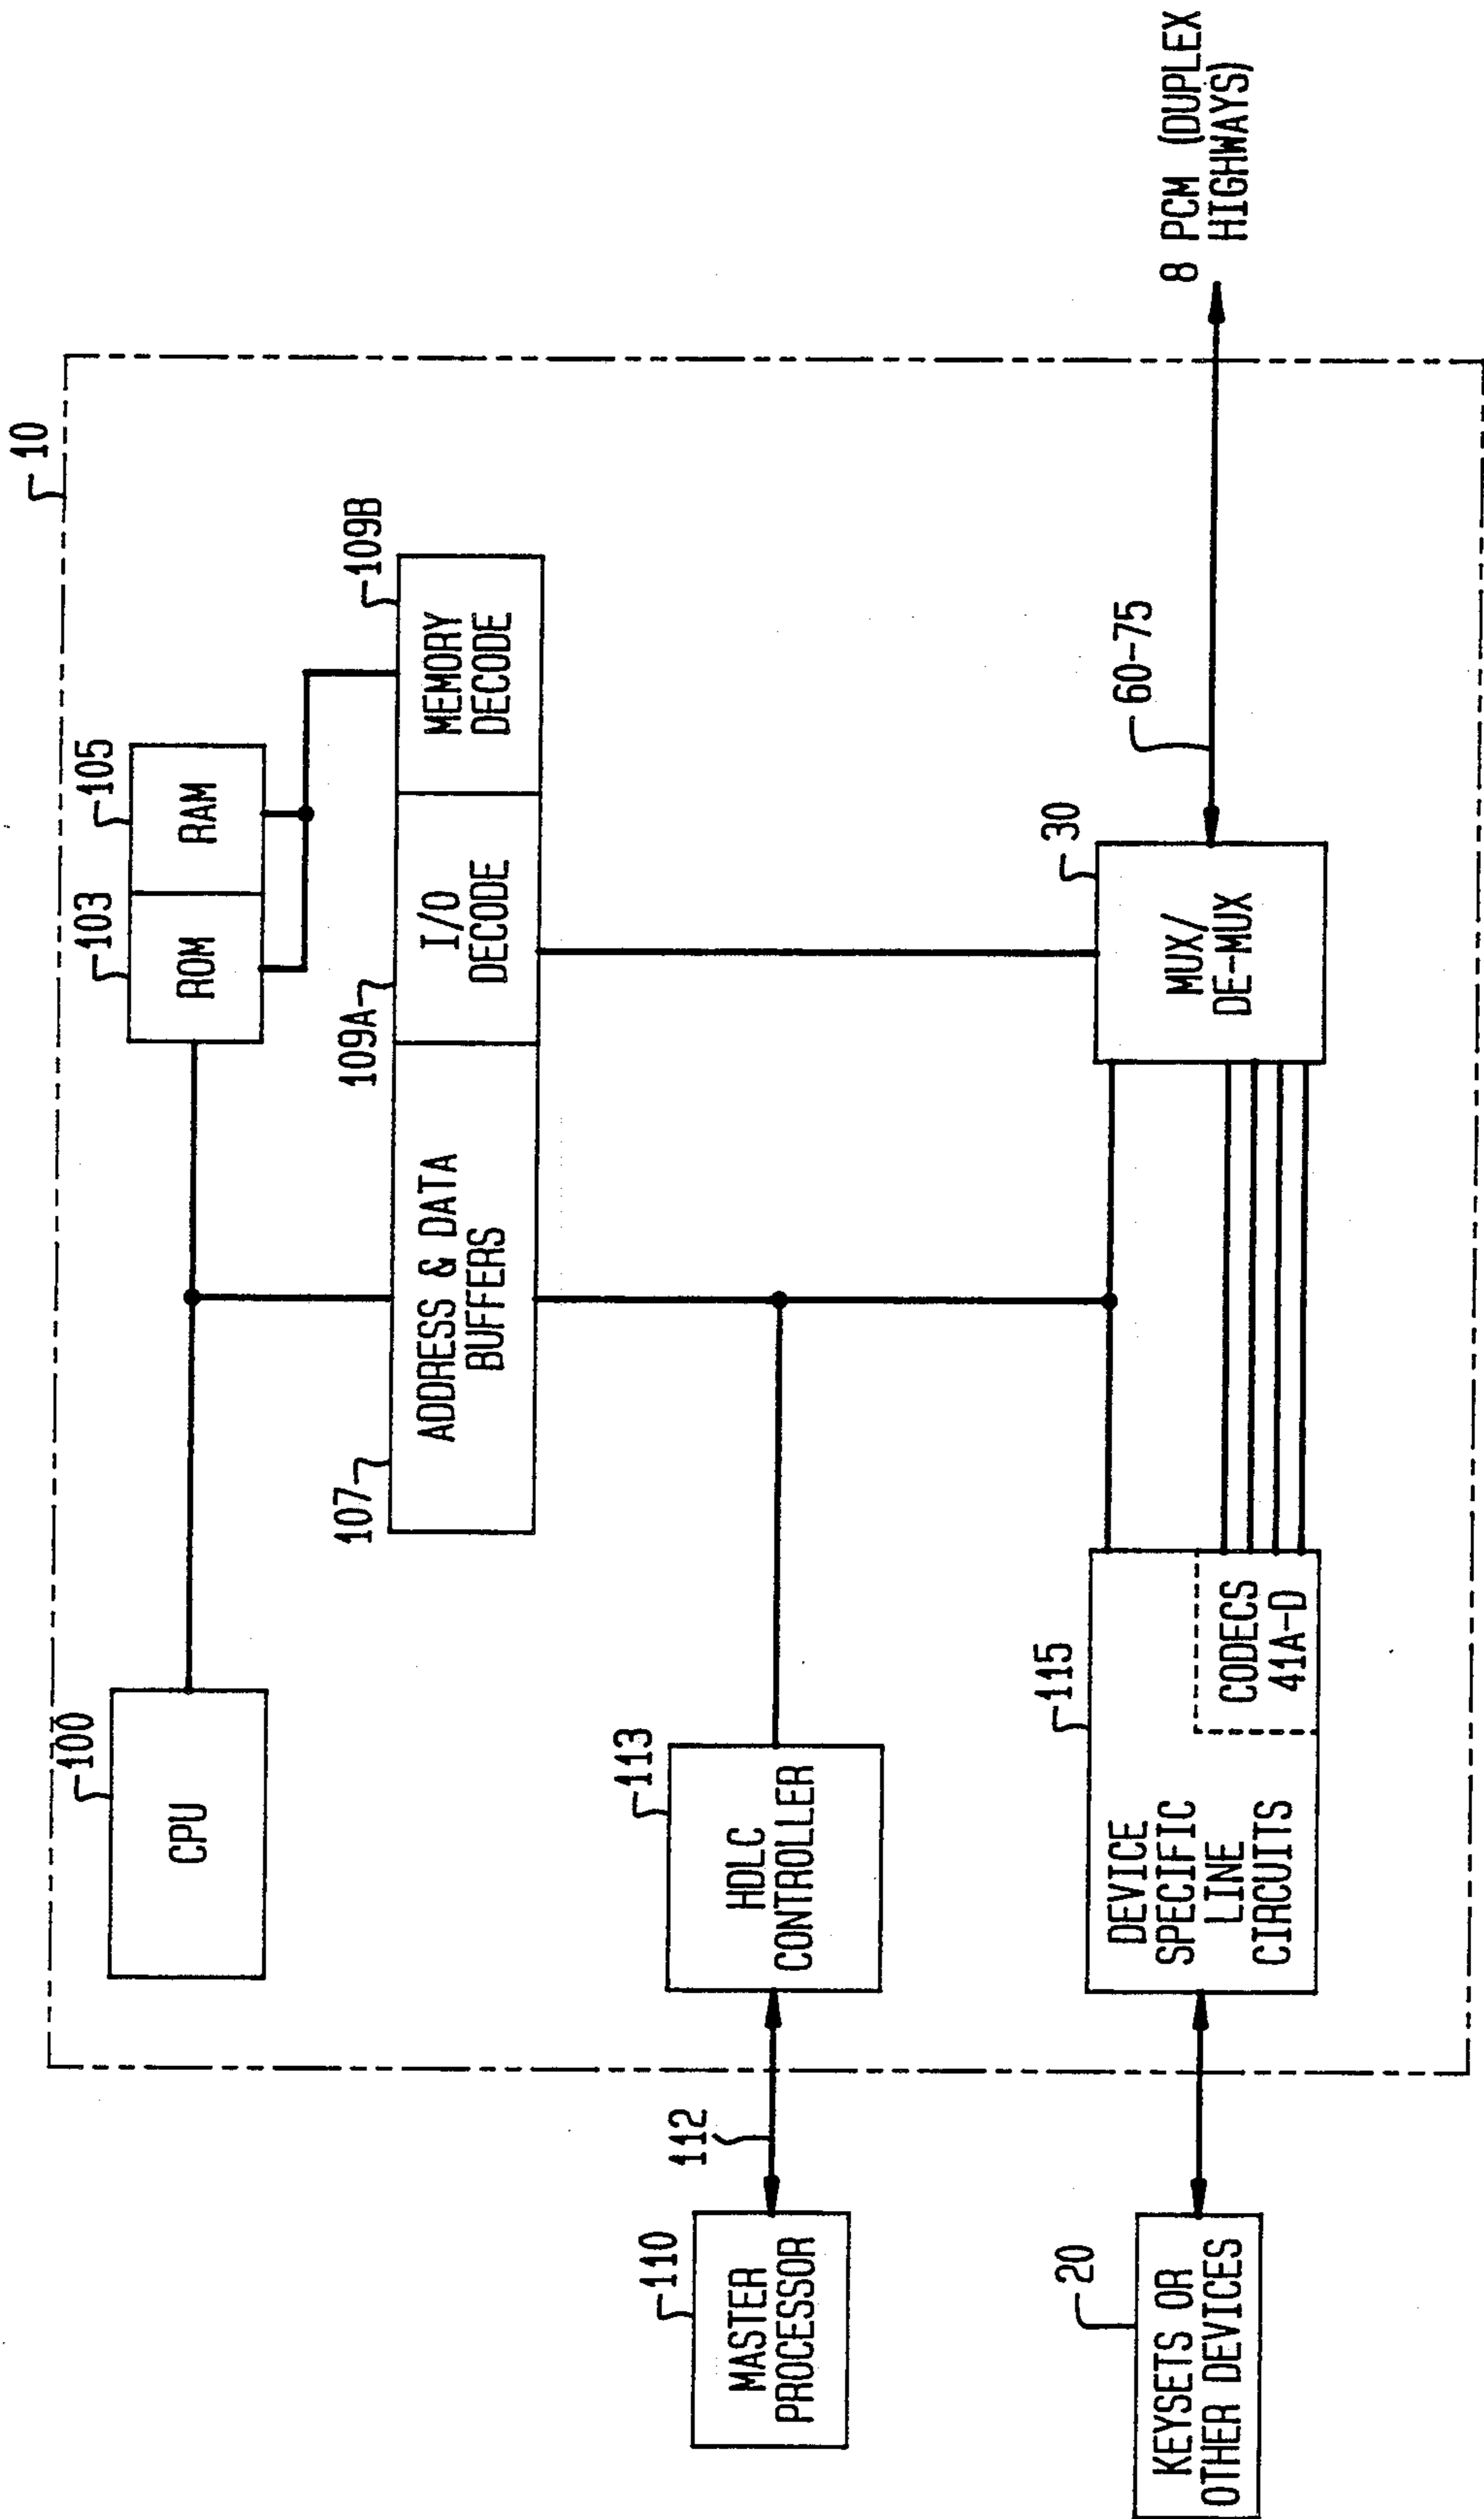 10
100
CPU
103
ROM
105
RAM
107
ADDRESS & DATA
BUFFERS
109A
I/O
DECODE
109B
MEMORY
DECODE
110
MASTER
PROCESSOR
112
113
HDLC
CONTROLLER
20
KEYSETS OR
OTHER DEVICES
115
DEVICE
SPECIFIC
LINE
CIRCUITS
CODECS
41A-D
30
MUX/
DE-MUX
60-75
8 PCM (DUPLEX
HIGHWAYS)